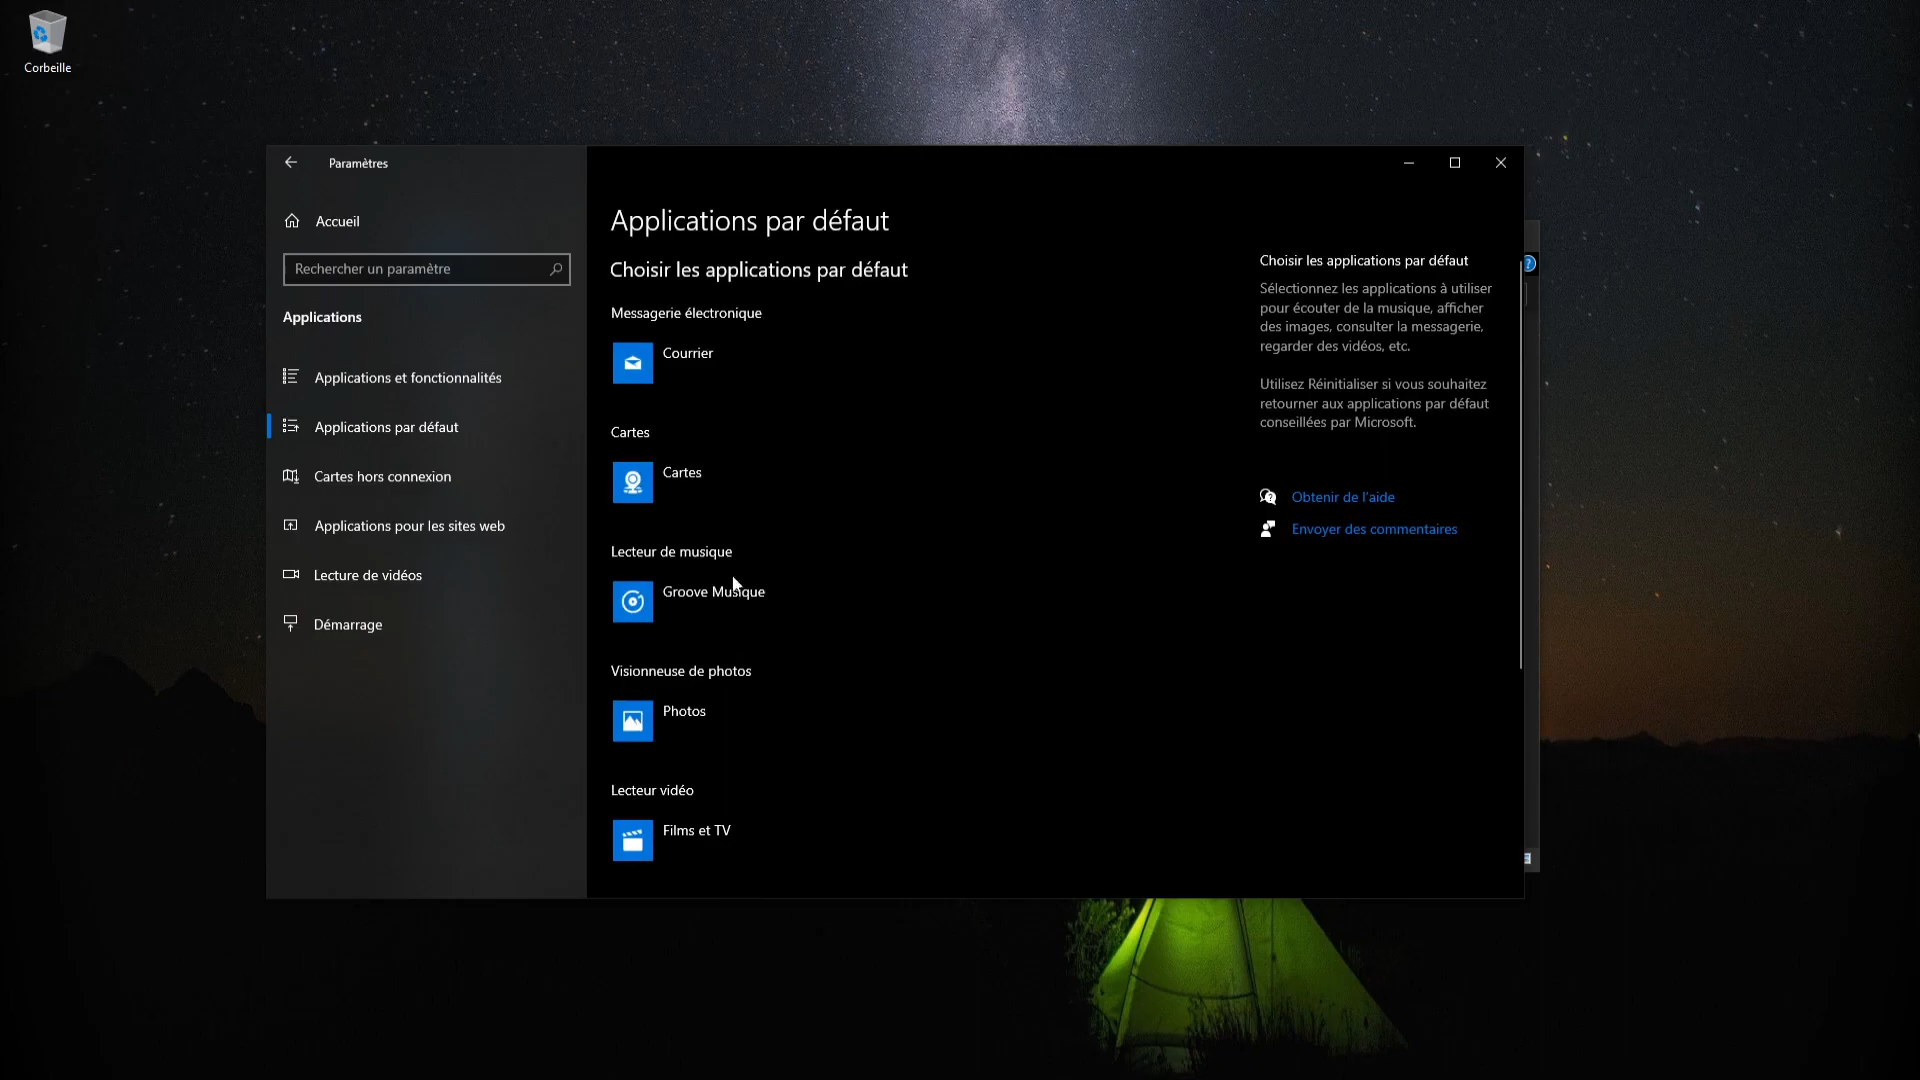 Corbeille
Paramètres
Accueil
Rechercher un paramètre
Applications
Applications et fonctionnalités
Applications par défaut
Cartes hors connexion
Applications pour les sites web
Lecture de vidéos
Démarrage
Applications par défaut
Choisir les applications par défaut
Messagerie électronique
Courrier
Cartes
Cartes
Lecteur de musique
Groove Musique
Visionneuse de photos
Photos
Lecteur vidéo
Films et TV
Choisir les applications par défaut
Sélectionnez les applications à utiliser
pour écouter de la musique, afficher
des images, consulter la messagerie,
regarder des vidéos, etc.
Utilisez Réinitialiser si vous souhaitez
retourner aux applications par défaut
conseillées par Microsoft.
Obtenir de l'aide
Envoyer des commentaires